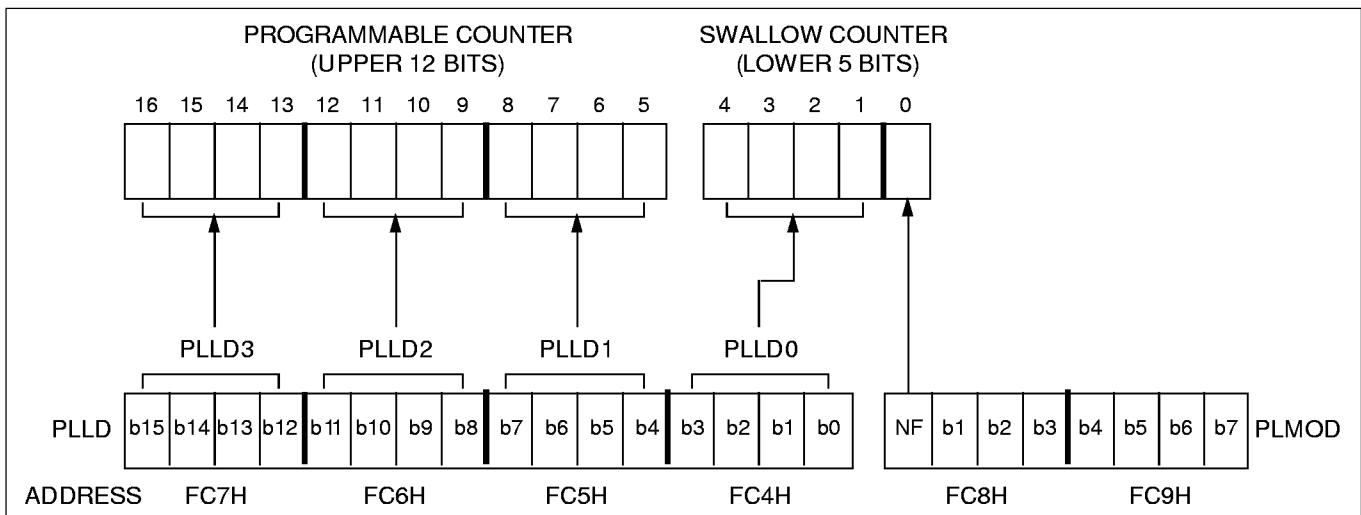 PROGRAMMABLE COUNTER
(UPPER 12 BITS)
SWALLOW COUNTER
(LOWER 5 BITS)
16 15 14 13 12 11 10 9 8 7 6 5 4 3 2 1 0
PLLD3 PLLD2 PLLD1 PLLD0
PLLD b15 b14 b13 b12 b11 b10 b9 b8 b7 b6 b5 b4 b3 b2 b1 b0 NF b1 b2 b3 b4 b5 b6 b7 PLMOD
ADDRESS FC7H FC6H FC5H FC4H FC8H FC9H